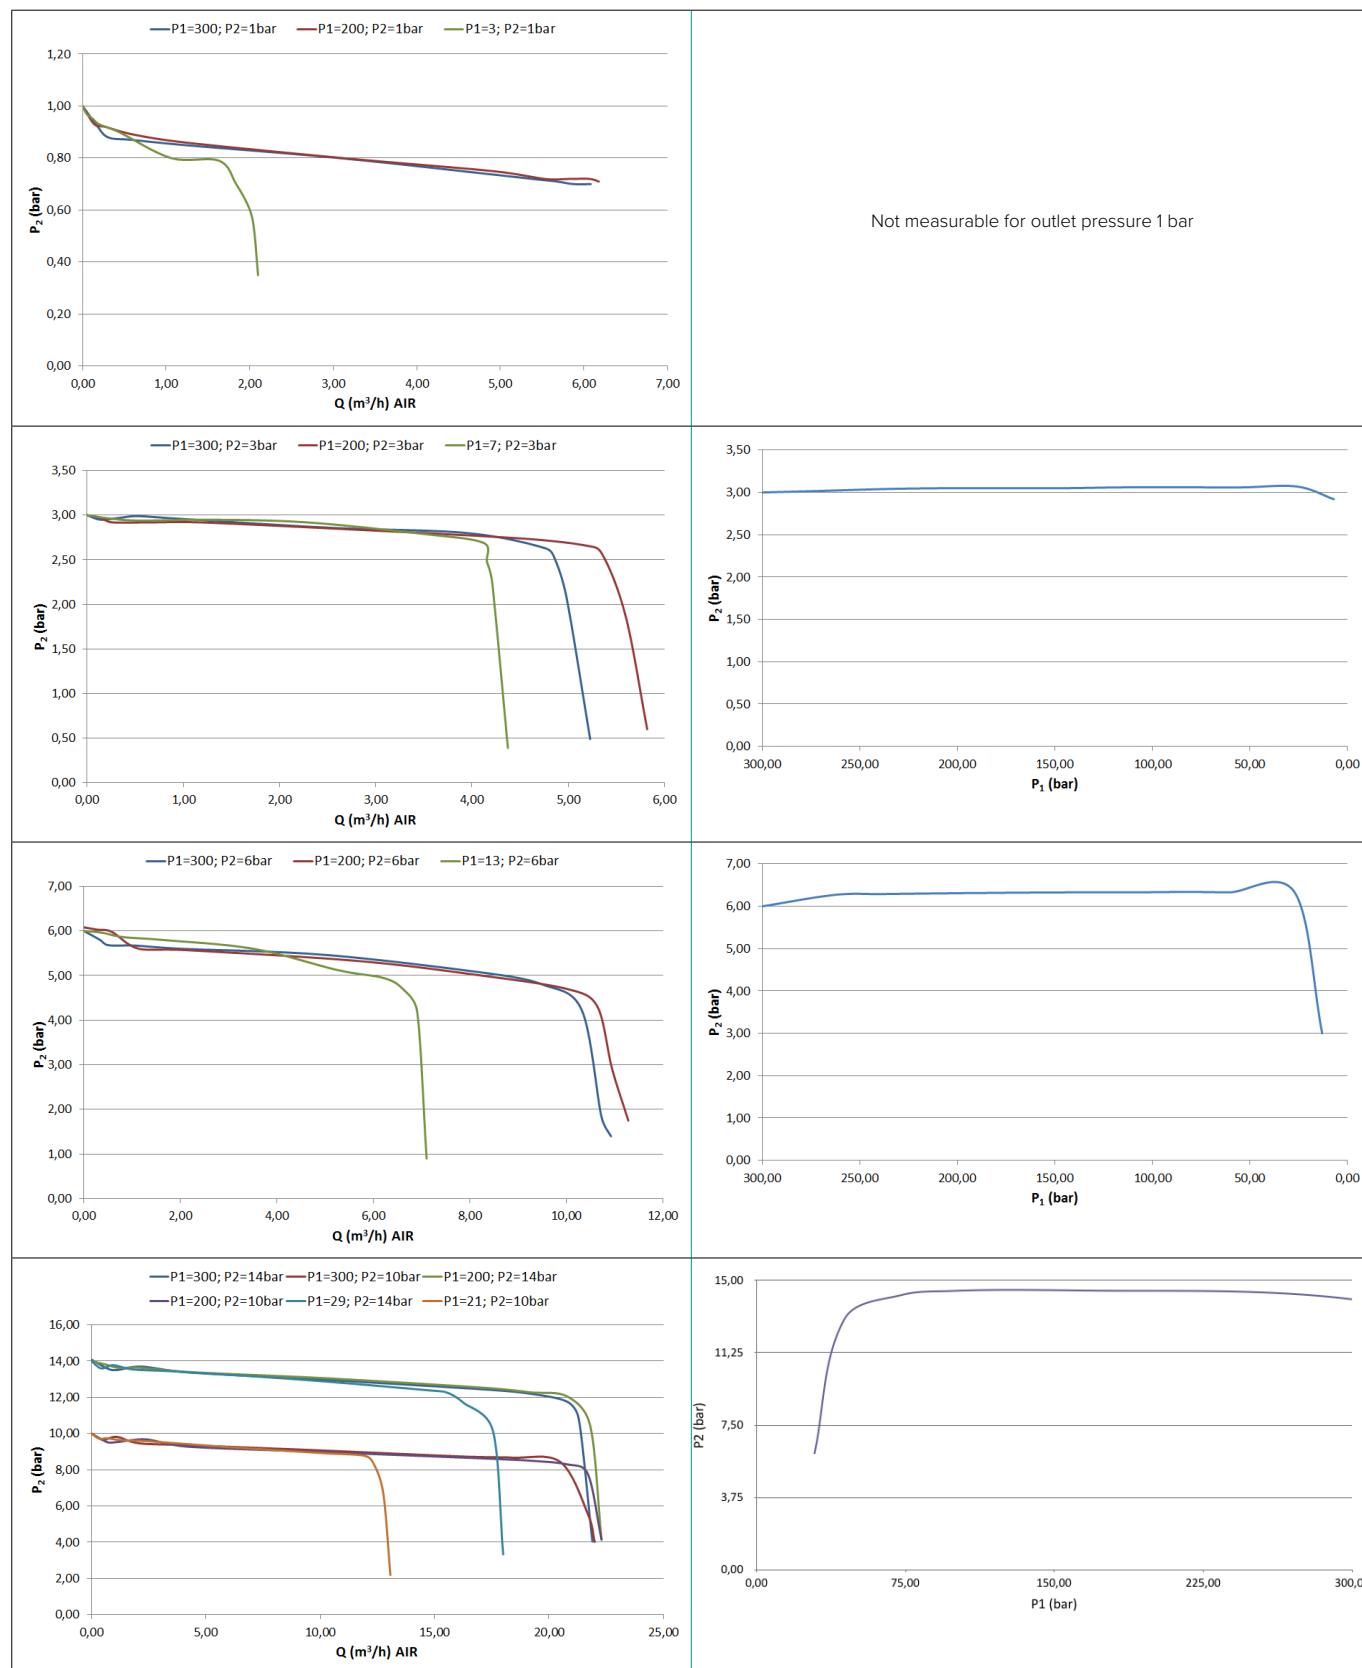 P1=300; P2=1bar P1=200; P2=1bar P1=3; P2=1bar
1,20
1,00
0,80
0,60
0,40
0,20
0,00
P2 (bar)
0,00 1,00 2,00 3,00 4,00 5,00 6,00 7,00
Q (m³/h) AIR
Not measurable for outlet pressure 1 bar
P1=300; P2=3bar P1=200; P2=3bar P1=7; P2=3bar
3,50
3,00
2,50
2,00
1,50
1,00
0,50
0,00
P2 (bar)
0,00 1,00 2,00 3,00 4,00 5,00 6,00
Q (m³/h) AIR
3,50
3,00
2,50
2,00
1,50
1,00
0,50
0,00
P2 (bar)
300,00 250,00 200,00 150,00 100,00 50,00 0,00
P1 (bar)
P1=300; P2=6bar P1=200; P2=6bar P1=13; P2=6bar
7,00
6,00
5,00
4,00
3,00
2,00
1,00
0,00
P2 (bar)
0,00 2,00 4,00 6,00 8,00 10,00 12,00
Q (m³/h) AIR
7,00
6,00
5,00
4,00
3,00
2,00
1,00
0,00
P2 (bar)
300,00 250,00 200,00 150,00 100,00 50,00 0,00
P1 (bar)
P1=300; P2=14bar P1=300; P2=10bar P1=200; P2=14bar
P1=200; P2=10bar P1=29; P2=14bar P1=21; P2=10bar
16,00
14,00
12,00
10,00
8,00
6,00
4,00
2,00
0,00
P2 (bar)
0,00 5,00 10,00 15,00 20,00 25,00
Q (m³/h) AIR
15,00
11,25
7,50
3,75
0,00
P2 (bar)
0,00 75,00 150,00 225,00 300,0
P1 (bar)